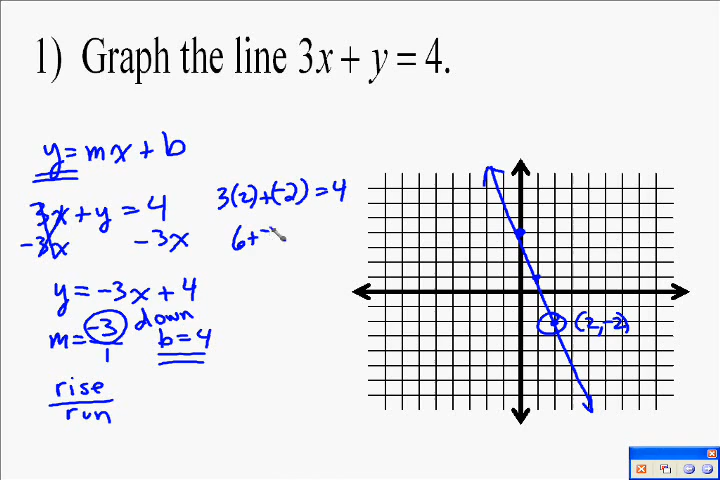 1) Graph the line 3x + y = 4.
y = mx + b
3x + y = 4
-3x -3x
y = -3x + 4
m = -3/1 down
b = 4
rise/run
3(2)+(-2) = 4
6+-
(2,-2)